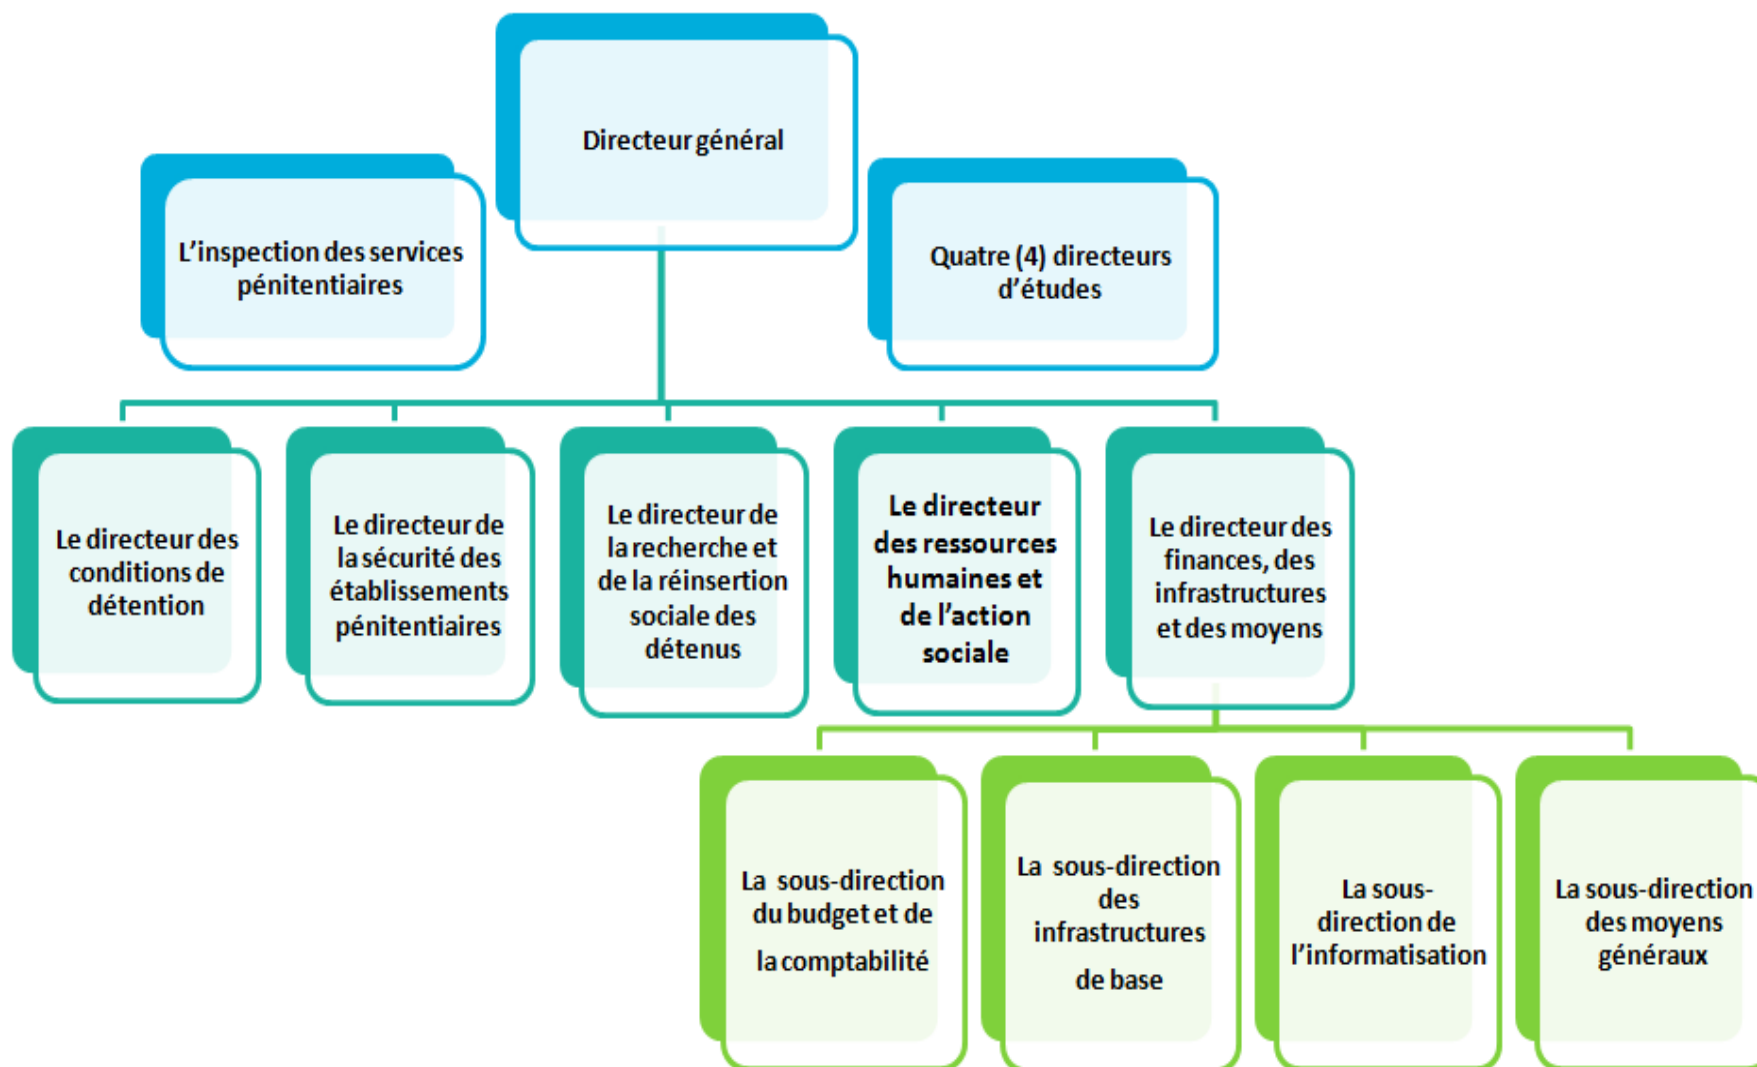 Directeur général
L’inspection des services
pénitentiaires
Quatre (4) directeurs
d’études
Le directeur des
conditions de
détention
Le directeur de
la sécurité des
établissements
pénitentiaires
Le directeur de
la recherche et
de la réinsertion
sociale des
détenus
Le directeur
des ressources
humaines et
de l’action
sociale
Le directeur des
finances, des
infrastructures
et des moyens
La sous-direction
du budget et de
la comptabilité
La sous-direction
des
infrastructures
de base
La sous-
direction de
l’informatisation
La sous-direction
des moyens
généraux